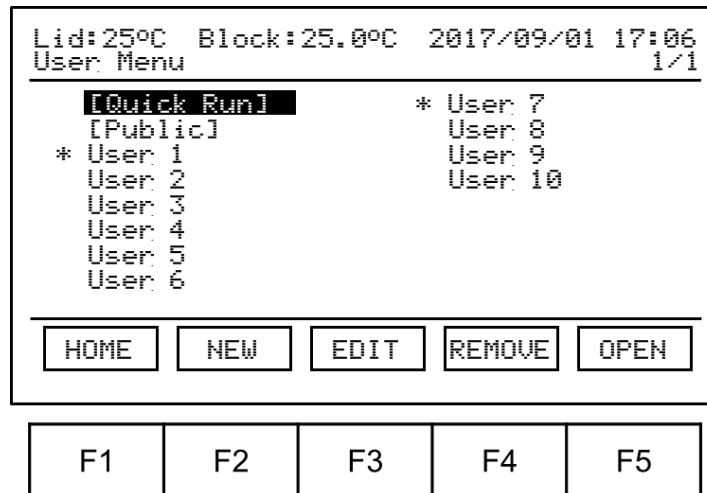 Lid:25ºC Block:25.0ºC 2017/09/01 17:06
User Menu 1/1
[Quick Run]
[Public]
* User 1
User 2
User 3
User 4
User 5
User 6
* User 7
User 8
User 9
User 10
HOME NEW EDIT REMOVE OPEN
F1 F2 F3 F4 F5